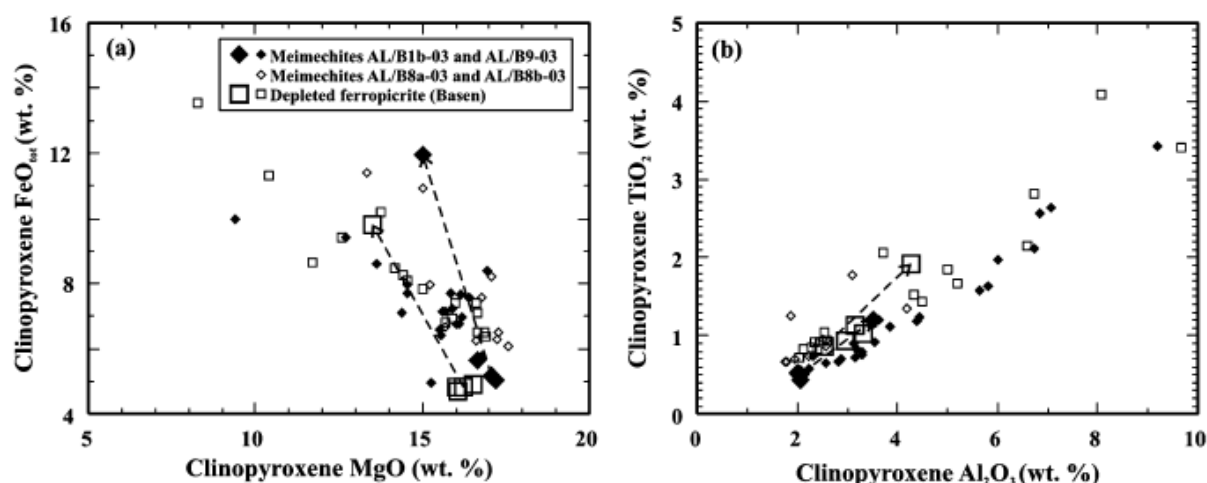 (a)
Meimechites AL/B1b-03 and AL/B9-03
Meimechites AL/B8a-03 and AL/B8b-03
Depleted ferropicrite (Basen)
16
12
8
4
5
10
15
20
Clinopyroxene FeOtot (wt. %)
Clinopyroxene MgO (wt. %)
(b)
5
4
3
2
1
0
0
2
4
6
8
10
Clinopyroxene TiO2 (wt. %)
Clinopyroxene Al2O3 (wt. %)